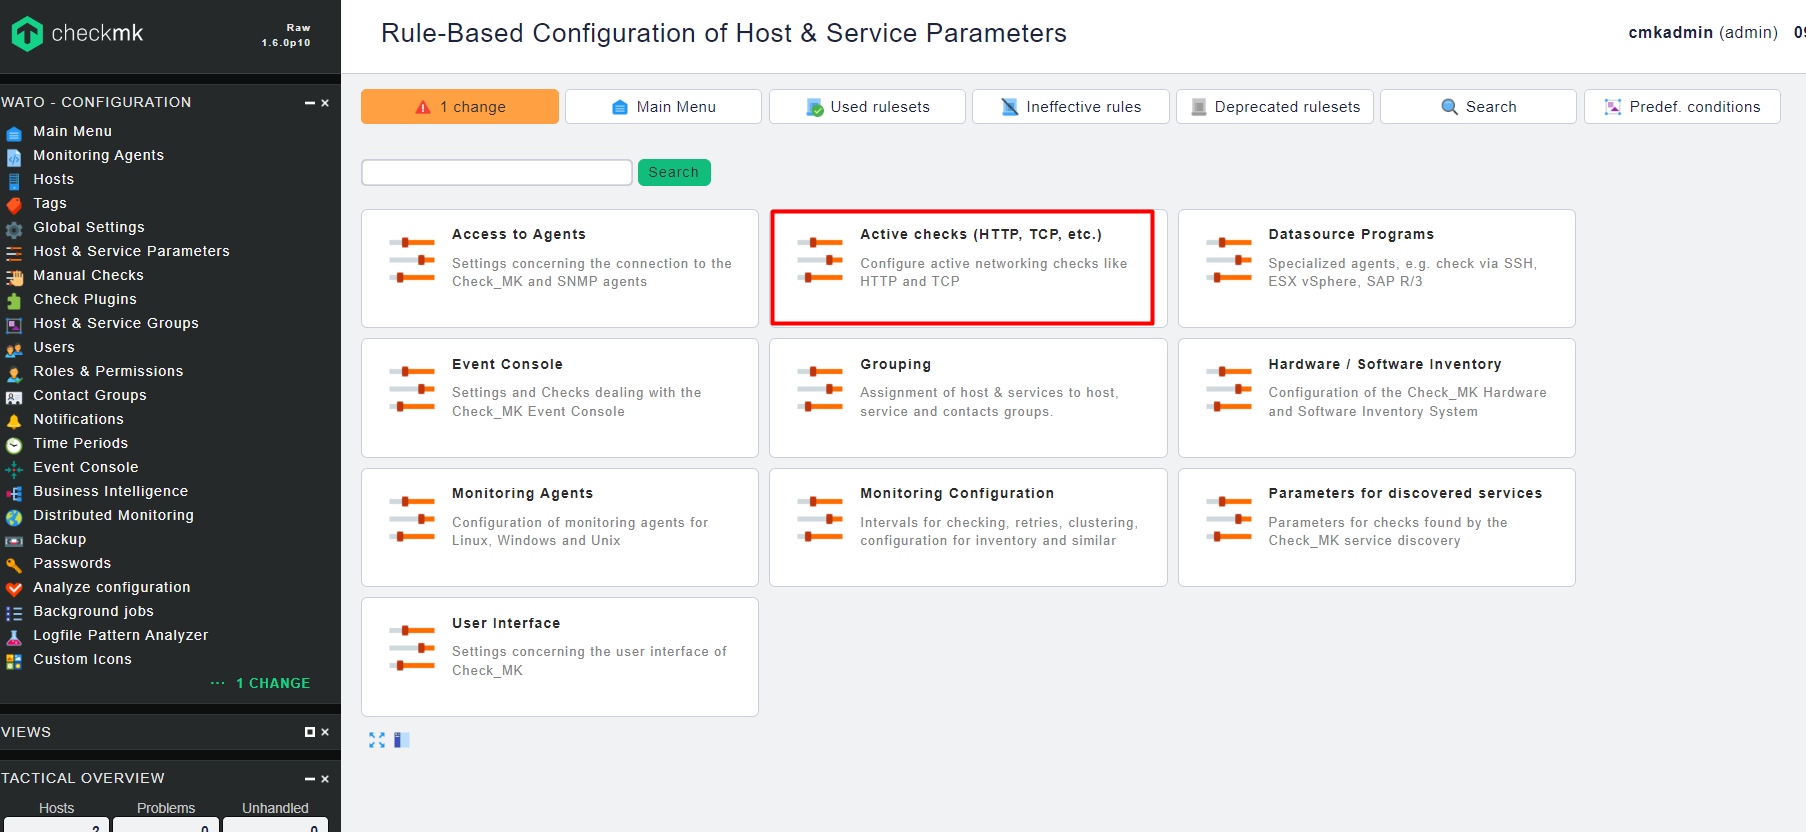 checkmk
Raw
1.6.0p10
Rule-Based Configuration of Host & Service Parameters
cmkadmin (admin)
WATO - CONFIGURATION
Main Menu
Monitoring Agents
Hosts
Tags
Global Settings
Host & Service Parameters
Manual Checks
Check Plugins
Host & Service Groups
Users
Roles & Permissions
Contact Groups
Notifications
Time Periods
Event Console
Business Intelligence
Distributed Monitoring
Backup
Passwords
Analyze configuration
Background jobs
Logfile Pattern Analyzer
Custom Icons
··· 1 CHANGE
VIEWS
TACTICAL OVERVIEW
Hosts Problems Unhandled
2 0 0
1 change
Main Menu
Used rulesets
Ineffective rules
Deprecated rulesets
Search
Predef. conditions
Search
Access to Agents
Settings concerning the connection to the
Check_MK and SNMP agents
Active checks (HTTP, TCP, etc.)
Configure active networking checks like
HTTP and TCP
Datasource Programs
Specialized agents, e.g. check via SSH,
ESX vSphere, SAP R/3
Event Console
Settings and Checks dealing with the
Check_MK Event Console
Grouping
Assignment of host & services to host,
service and contacts groups.
Hardware / Software Inventory
Configuration of the Check_MK Hardware
and Software Inventory System
Monitoring Agents
Configuration of monitoring agents for
Linux, Windows and Unix
Monitoring Configuration
Intervals for checking, retries, clustering,
configuration for inventory and similar
Parameters for discovered services
Parameters for checks found by the
Check_MK service discovery
User Interface
Settings concerning the user interface of
Check_MK